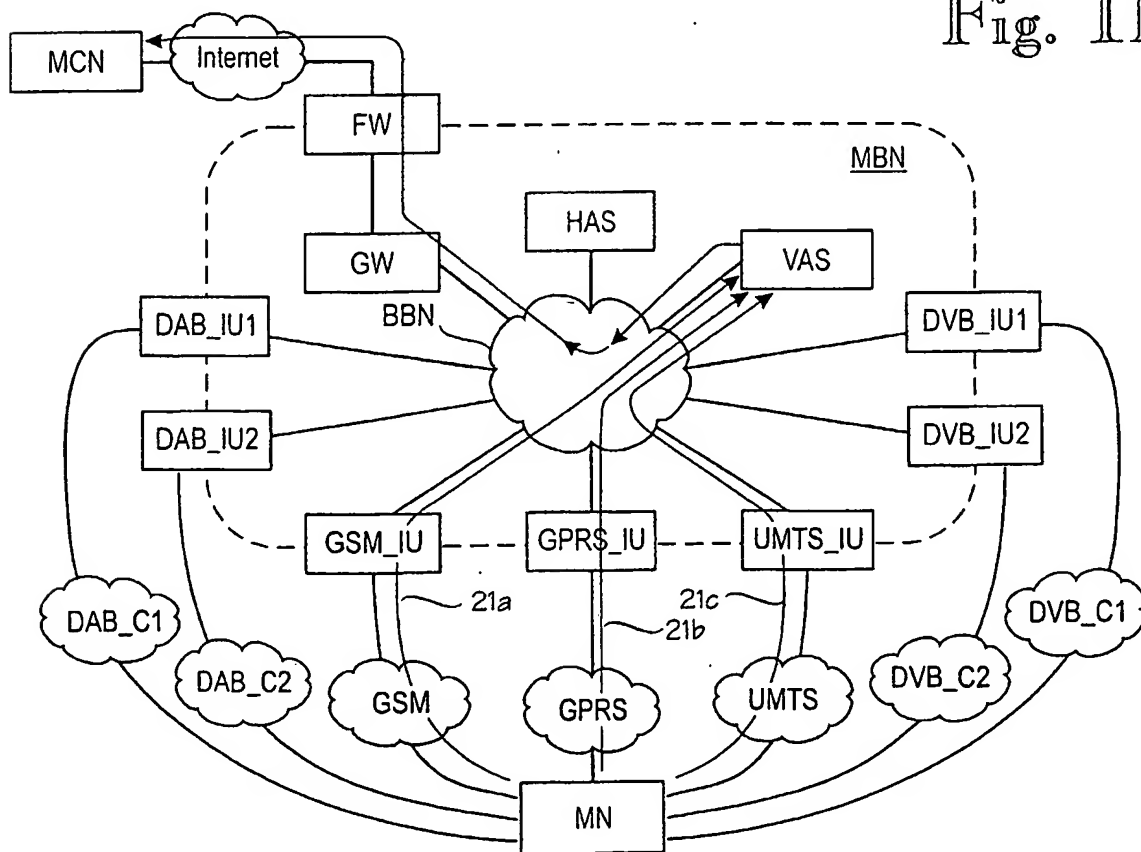 Fig.
MCN
Internet
FW
MBN
HAS
GW
VAS
BBN
DAB_IU1
DVB_IU1
DAB_IU2
DVB_IU2
GSM_IU
GPRS_IU
UMTS_IU
21a
21c
21b
DAB_C1
DVB_C1
DAB_C2
DVB_C2
GSM
GPRS
UMTS
MN